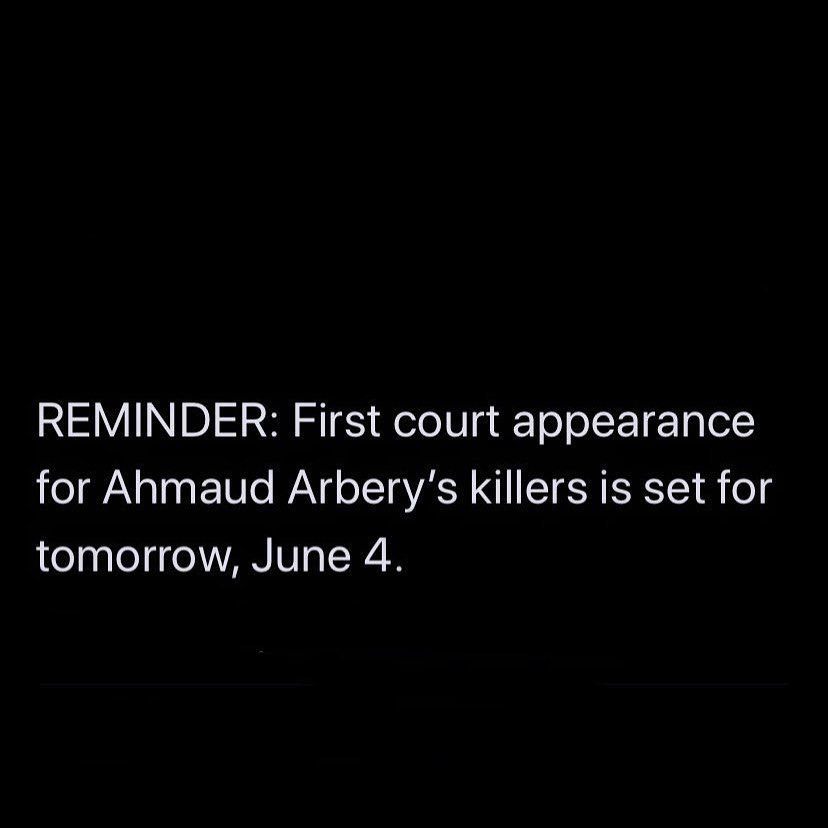 REMINDER: First court appearance
for Ahmaud Arbery’s killers is set for
tomorrow, June 4.